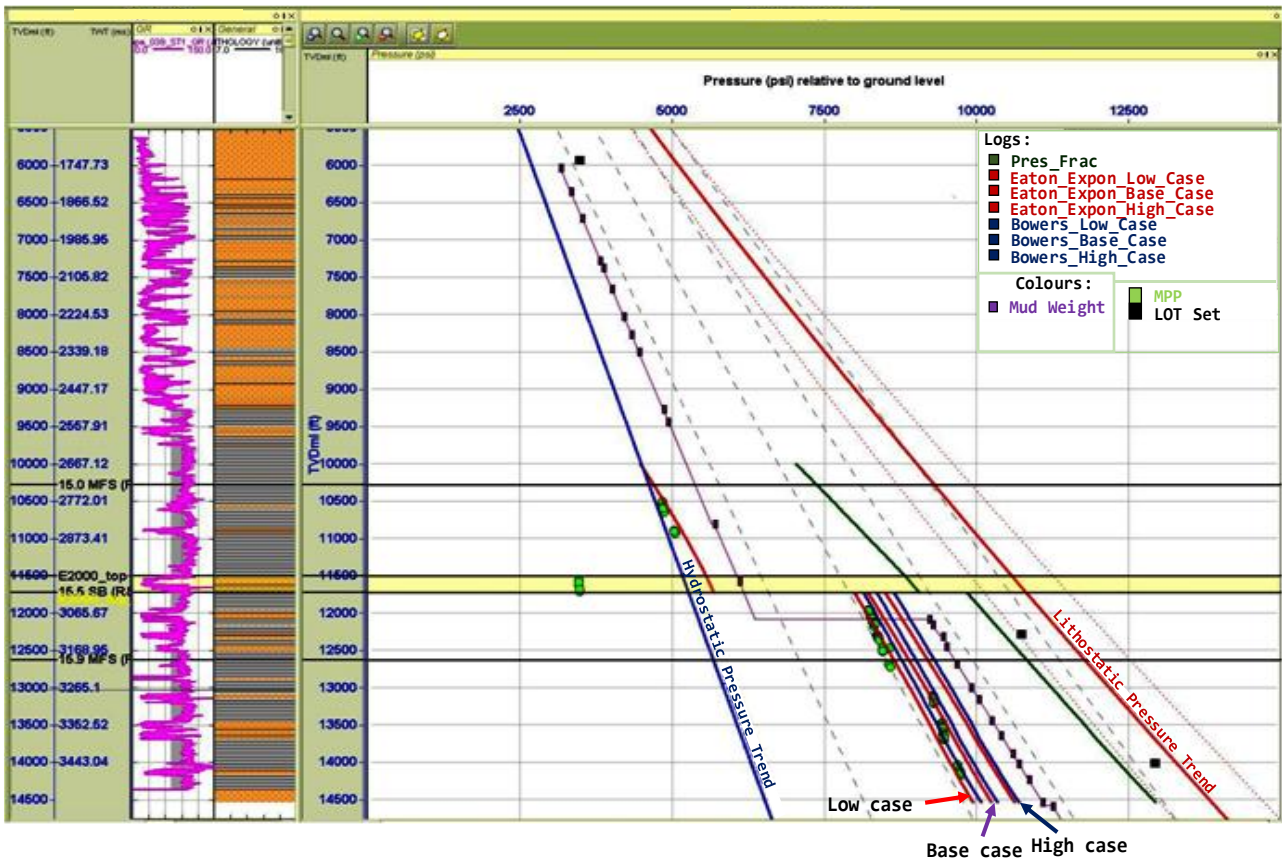 TVDml (ft)
TWT (ms)
GR
General
150.0
TVDml (ft)
Pressure (psi)
Pressure (psi) relative to ground level
2500
5000
7500
10000
12500
6000
1747.73
6500
1866.52
7000
1985.95
7500
2105.82
8000
2224.53
8500
2339.18
9000
2447.17
9500
2557.91
10000
2667.12
15.0 MFS
10500
2772.01
11000
2873.41
11500
E2000_top
15.5 SB
12000
3065.67
12500
3168.95
15.9 MFS
13000
3265.1
13500
3352.52
14000
3443.04
14500
TVDml (ft)
6000
6500
7000
7500
8000
8500
9000
9500
10000
10500
11000
11500
12000
12500
13000
13500
14000
14500
Logs:
Pres_Frac
Eaton_Expon_Low_Case
Eaton_Expon_Base_Case
Eaton_Expon_High_Case
Bowers_Low_Case
Bowers_Base_Case
Bowers_High_Case
Colours:
Mud Weight
MPP
LOT Set
Hydrostatic Pressure Trend
Lithostatic Pressure Trend
Low case
Base case
High case